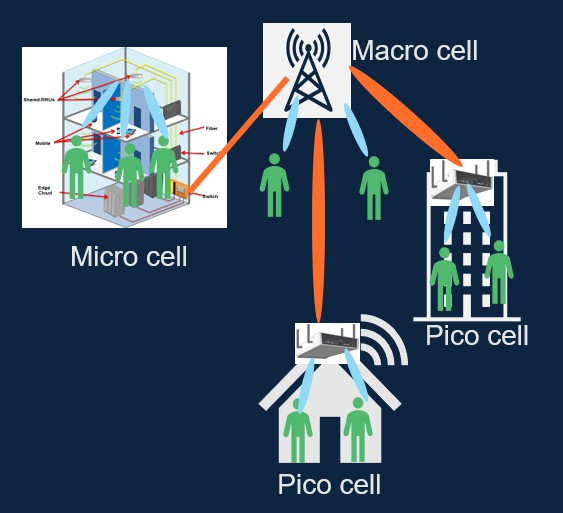 Macro cell
Shared-RRUs
Mobile
Fiber
Switch
Edge
Cloud
Switch
Micro cell
Pico cell
Pico cell